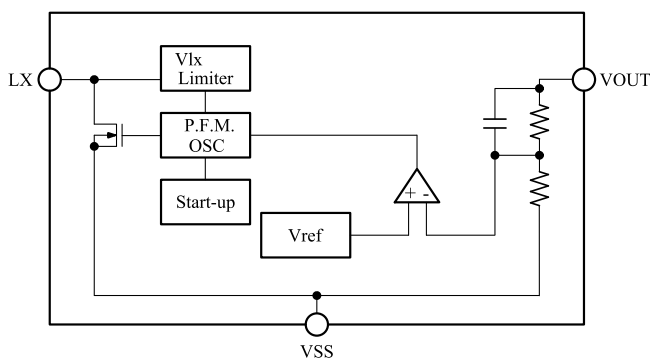 Vlx
Limiter
LX
VOUT
P.F.M.
OSC
Start-up
+ -
Vref
VSS